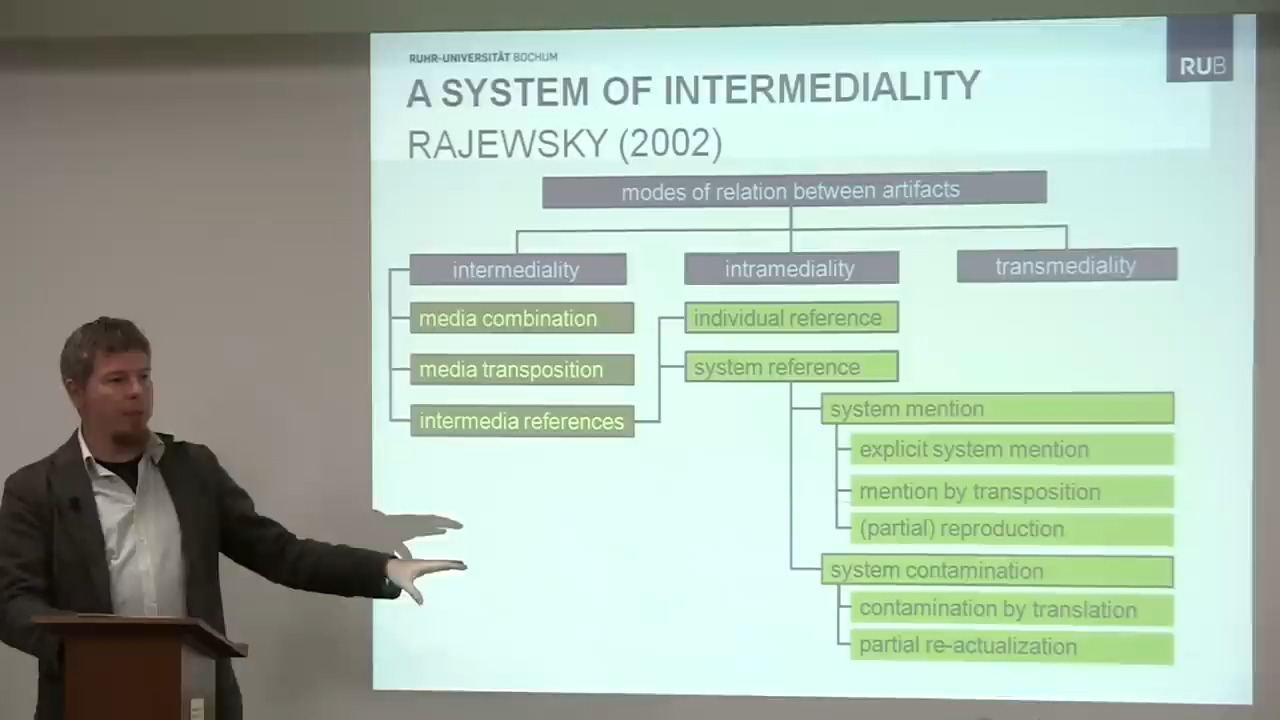 RUHR-UNIVERSITÄT BOCHUM
RUB
A SYSTEM OF INTERMEDIALITY
RAJEWSKY (2002)
modes of relation between artifacts
intermediality
intramediality
transmediality
media combination
media transposition
intermedia references
individual reference
system reference
system mention
explicit system mention
mention by transposition
(partial) reproduction
system contamination
contamination by translation
partial re-actualization